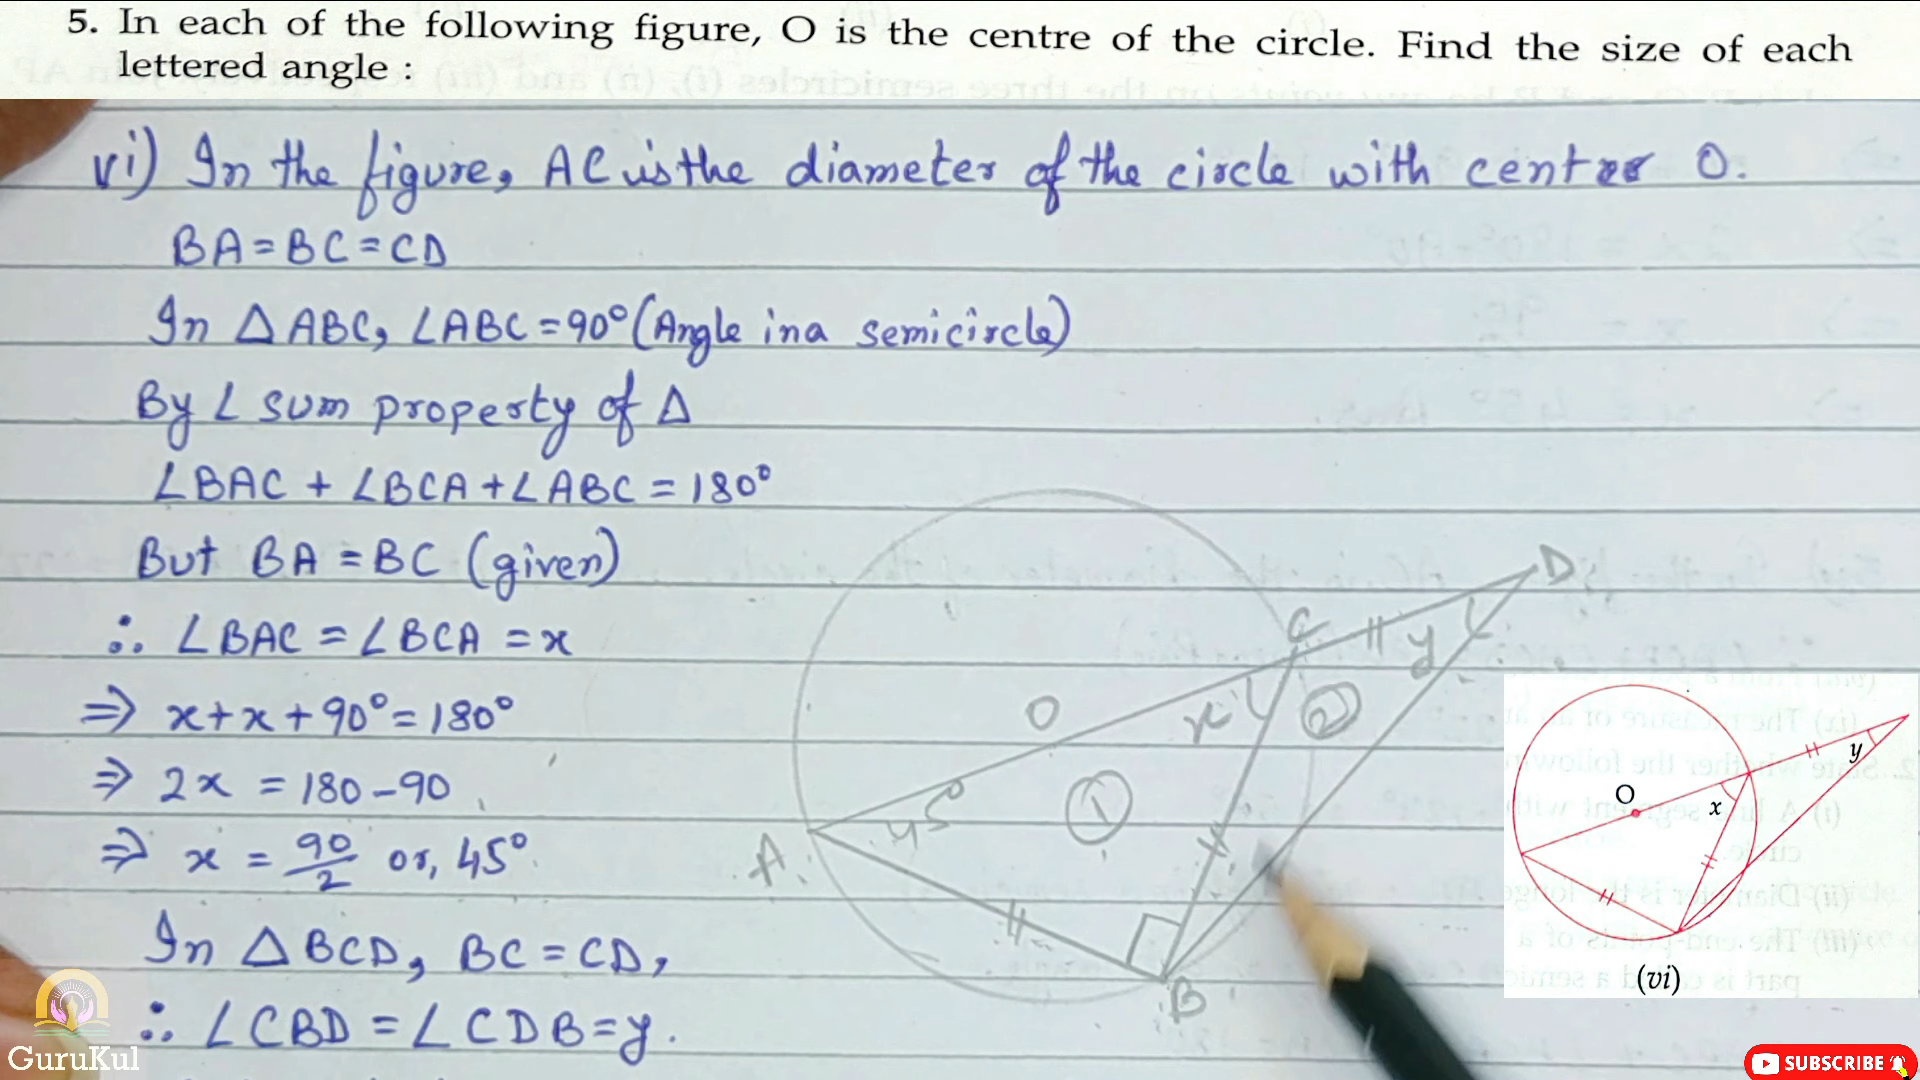 5. In each of the following figure, O is the centre of the circle. Find the size of each
lettered angle :
vi) In the figure, AC is the diameter of the circle with center O.
BA = BC = CD
In △ ABC, ∠ABC = 90° (Angle in a semicircle)
By ∠ sum property of △
∠BAC + ∠BCA + ∠ABC = 180°
But BA = BC (given)
∴ ∠BAC = ∠BCA = x
⇒ x + x + 90° = 180°
⇒ 2x = 180 - 90
⇒ x = 90/2 or, 45°
In △ BCD, BC = CD,
∴ ∠CBD = ∠CDB = y.
D
C
y
x
2
O
1
45°
A
B
O
x
y
(vi)
GuruKul
SUBSCRIBE